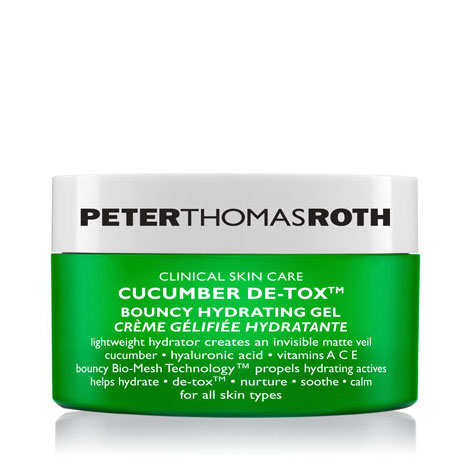 PETERTHOMASROTH
CLINICAL SKIN CARE
CUCUMBER DE-TOX™
BOUNCY HYDRATING GEL
CRÈME GÉLIFIÉE HYDRATANTE
lightweight hydrator creates an invisible matte veil
cucumber • hyaluronic acid • vitamins A C E
bouncy Bio-Mesh Technology™ propels hydrating actives
helps hydrate • de-tox™ • nurture • soothe • calm
for all skin types